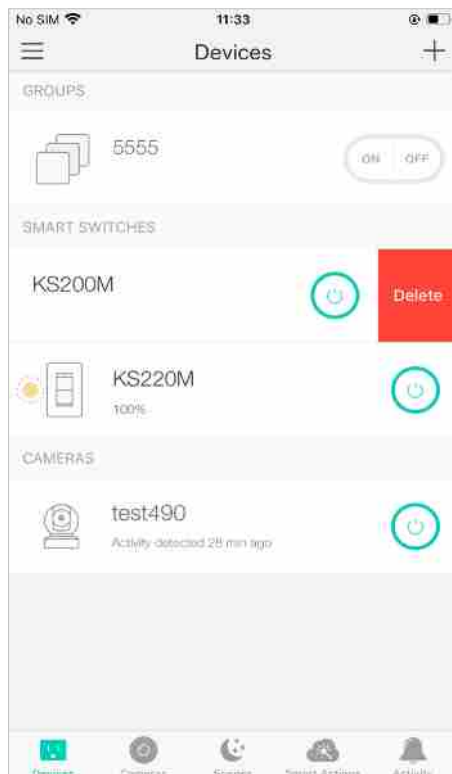 No SIM 11:33
Devices
GROUPS
5555
ON OFF
SMART SWITCHES
KS200M
Delete
KS220M
100%
CAMERAS
test490
Activity detected 28 min ago
Devices Cameras Scenes Smart Actions Activity